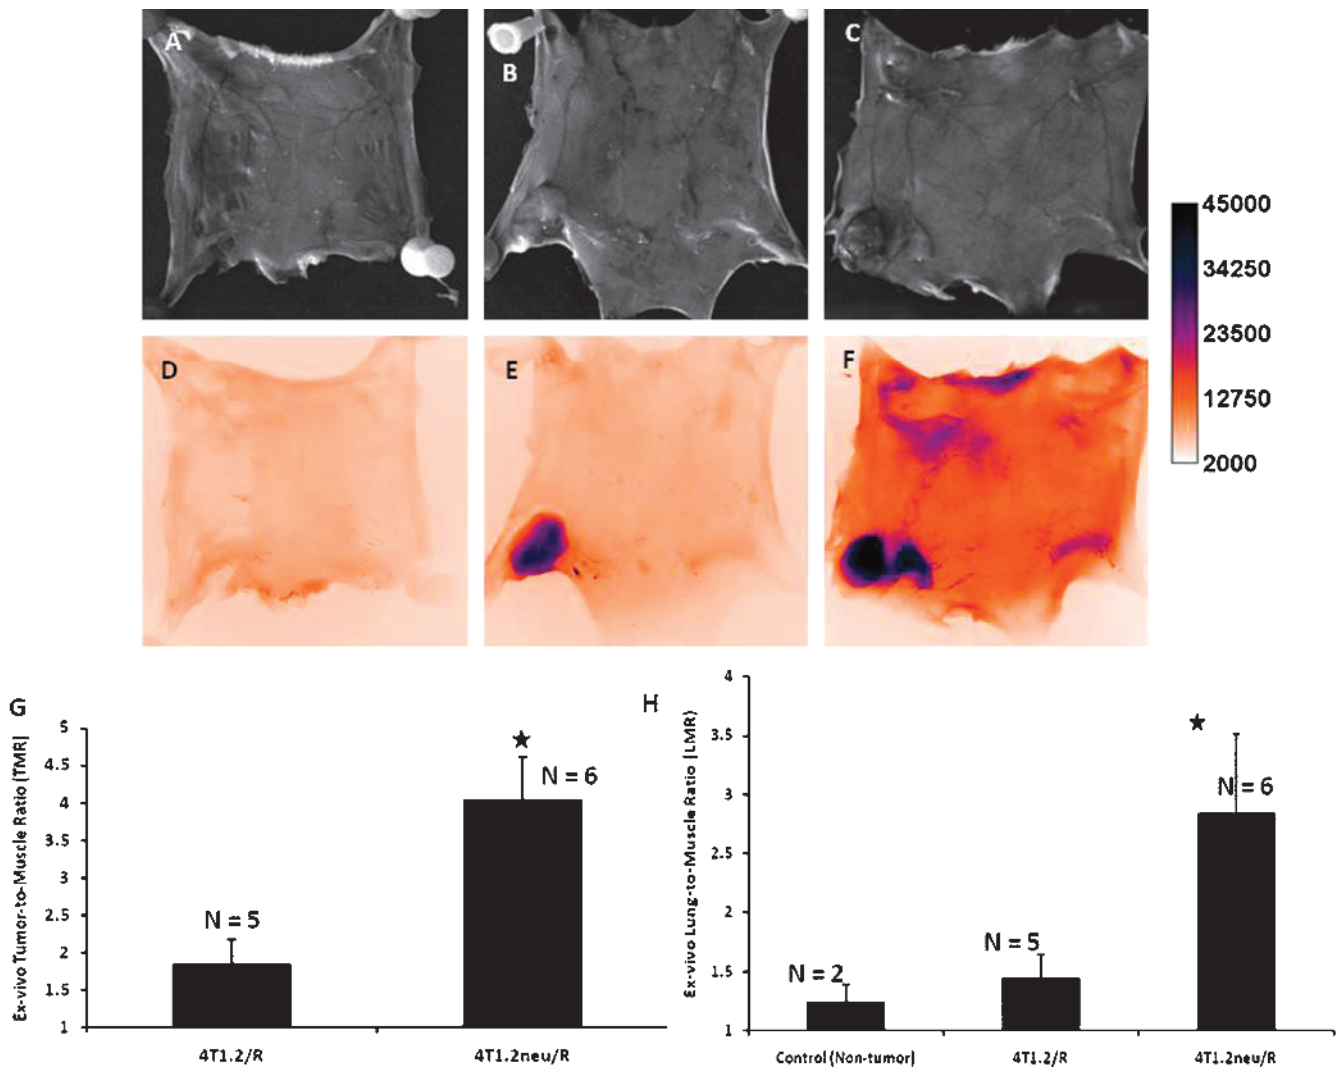 A
B
C
45000
34250
23500
12750
2000
D
E
F
G
Ex-vivo Tumor-to-Muscle Ratio (TMR)
5
4.5
4
3.5
3
2.5
2
1.5
1
N = 5
N = 6
4T1.2/R
4T1.2neu/R
H
Ex-vivo Lung-to-Muscle Ratio (LMR)
4
3.5
3
2.5
2
1.5
1
N = 2
N = 5
N = 6
Control (Non-tumor)
4T1.2/R
4T1.2neu/R